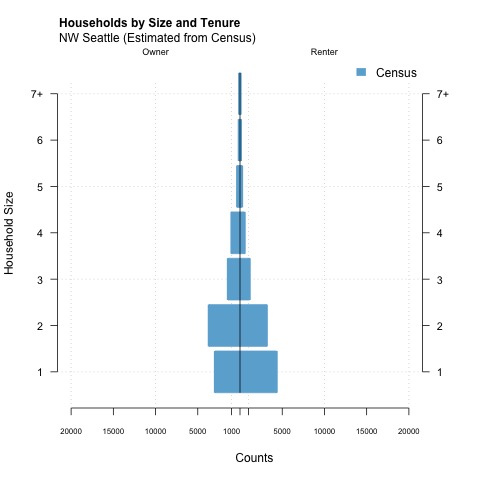 Households by Size and Tenure
NW Seattle (Estimated from Census)
Owner Renter
Census
7+ 7+
6 6
5 5
4 4
3 3
2 2
1 1
Household Size
20000 15000 10000 5000 1000 5000 10000 15000 20000
Counts